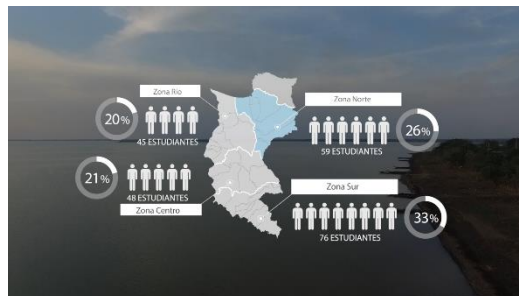 Zona Rio
20%
45 ESTUDIANTES
Zona Norte
26%
59 ESTUDIANTES
21%
48 ESTUDIANTES
Zona Centro
Zona Sur
33%
76 ESTUDIANTES